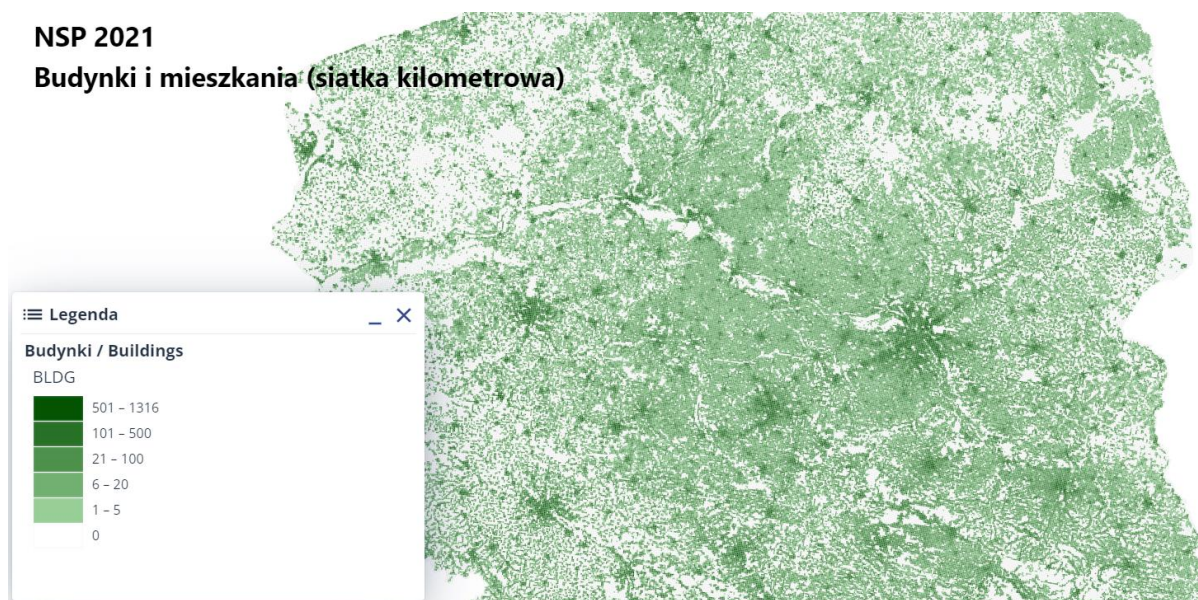 NSP 2021
Budynki i mieszkania (siatka kilometrowa)
Legenda
Budynki / Buildings
BLDG
501 – 1316
101 – 500
21 – 100
6 – 20
1 – 5
0